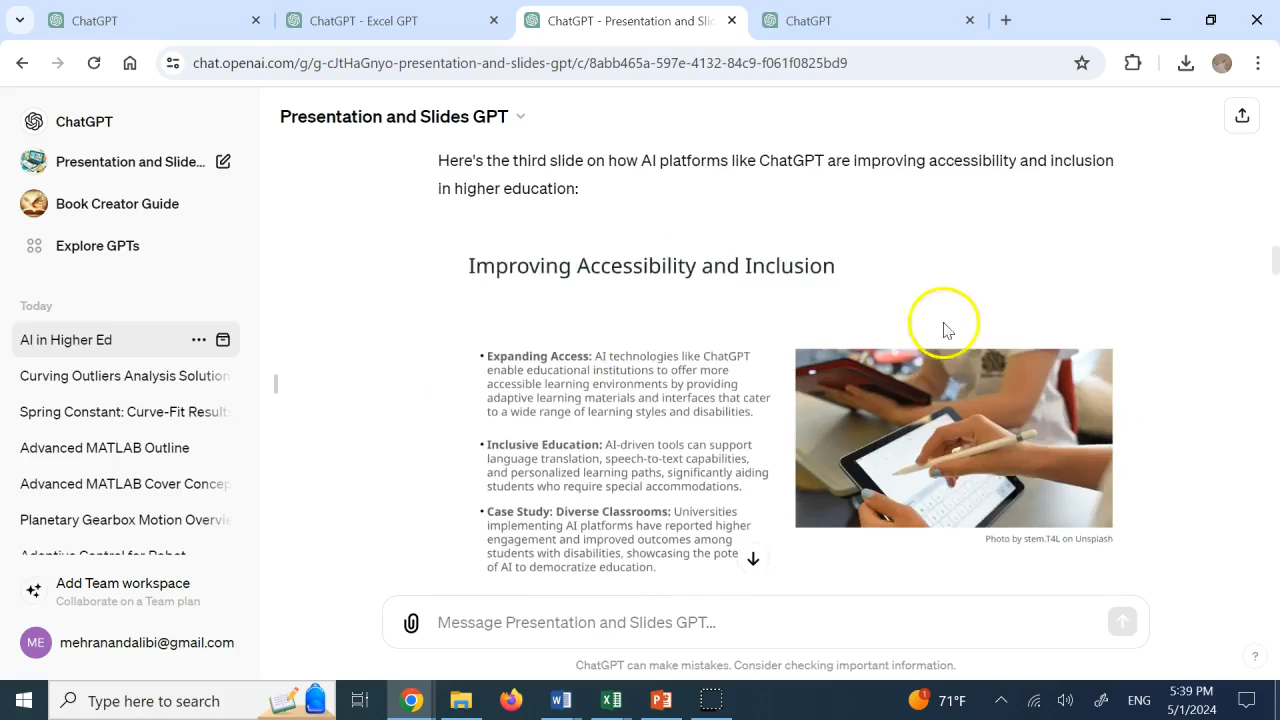 ChatGPT
ChatGPT - Excel GPT
ChatGPT - Presentation and Slid
ChatGPT
chat.openai.com/g/g-cJtHaGnyo-presentation-and-slides-gpt/c/8abb465a-597e-4132-84c9-f061f0825bd9
ChatGPT
Presentation and Slide...
Book Creator Guide
Explore GPTs
Today
AI in Higher Ed
Curving Outliers Analysis Solution
Spring Constant: Curve-Fit Results
Advanced MATLAB Outline
Advanced MATLAB Cover Concep
Planetary Gearbox Motion Overvie
Adaptive Control for Robot
Add Team workspace
Collaborate on a Team plan
ME
mehranandalibi@gmail.com
Presentation and Slides GPT
Here's the third slide on how AI platforms like ChatGPT are improving accessibility and inclusion
in higher education:
Improving Accessibility and Inclusion
• Expanding Access: AI technologies like ChatGPT
enable educational institutions to offer more
accessible learning environments by providing
adaptive learning materials and interfaces that cater
to a wide range of learning styles and disabilities.
• Inclusive Education: AI-driven tools can support
language translation, speech-to-text capabilities,
and personalized learning paths, significantly aiding
students who require special accommodations.
• Case Study: Diverse Classrooms: Universities
implementing AI platforms have reported higher
engagement and improved outcomes among
students with disabilities, showcasing the pote
of AI to democratize education.
Photo by stem.T4L on Unsplash
Message Presentation and Slides GPT...
ChatGPT can make mistakes. Consider checking important information.
?
Type here to search
1
71°F
ENG
5:39 PM
5/1/2024